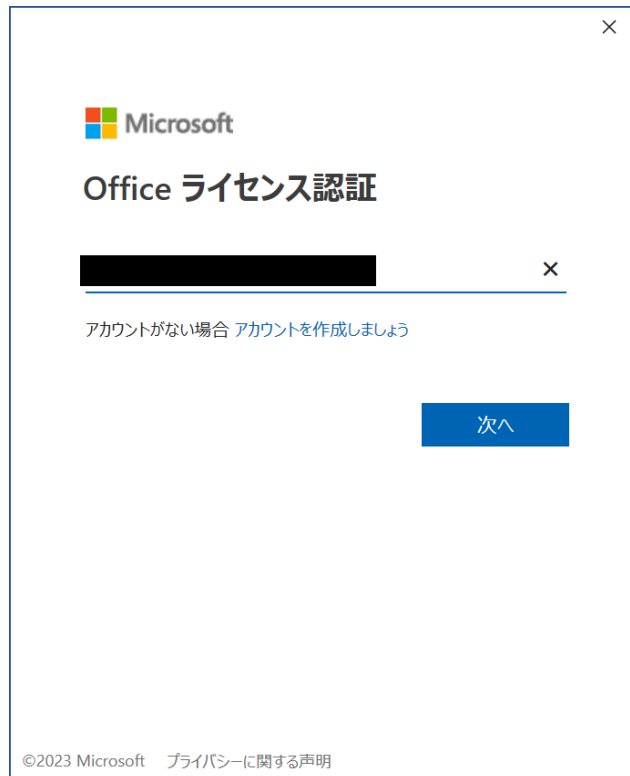 Microsoft
Office ライセンス認証
アカウントがない場合 アカウントを作成しましょう
次へ
©2023 Microsoft プライバシーに関する声明